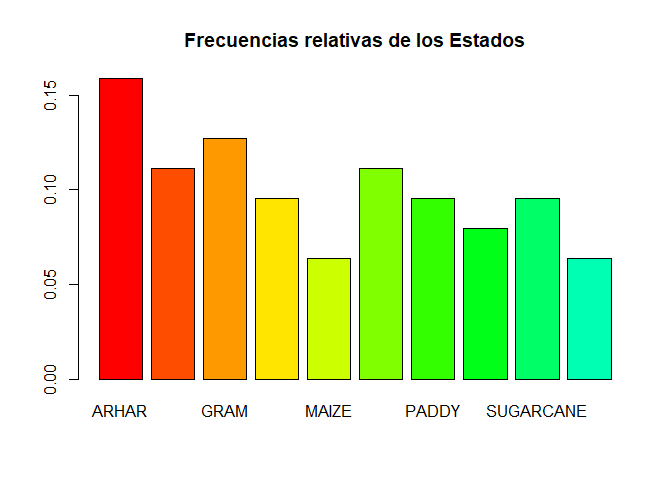 Frecuencias relativas de los Estados
0.15
0.10
0.05
0.00
ARHAR GRAM MAIZE PADDY SUGARCANE